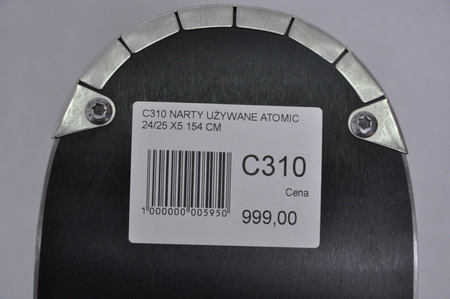 C310 NARTY UŻYWANE ATOMIC
24/25 X5 154 CM
C310
Cena
1 000000 005950
999,00